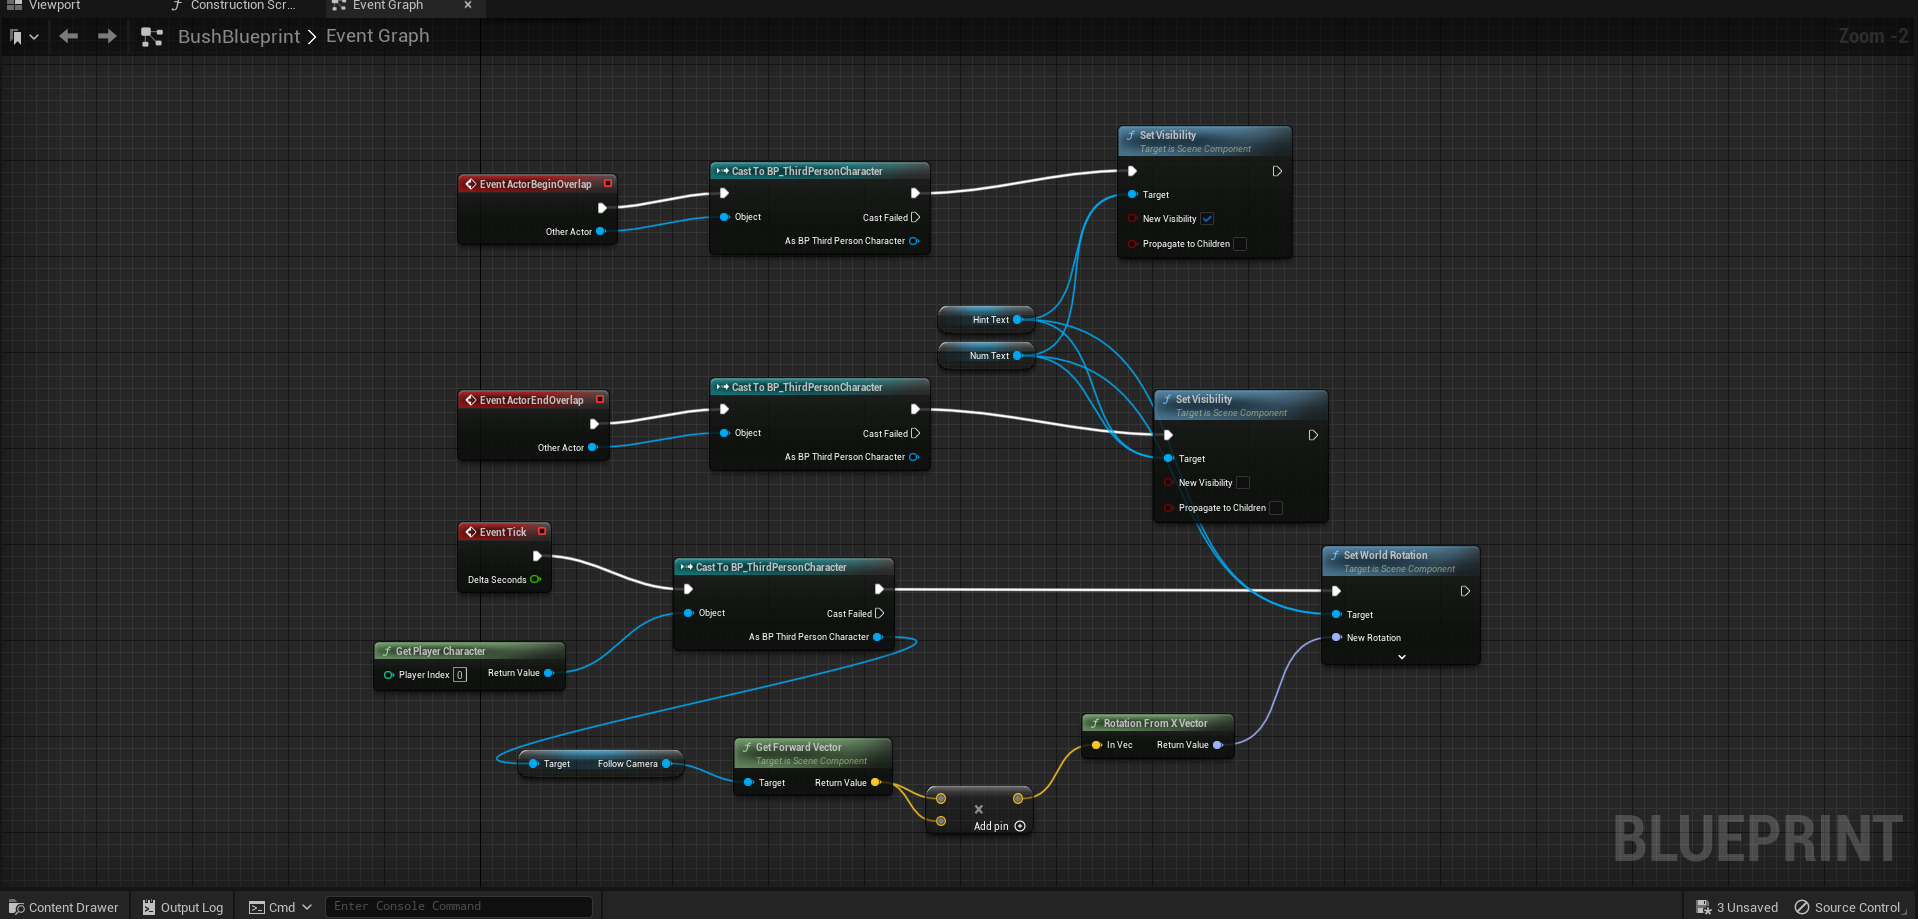 Viewport
Construction Scr...
Event Graph
BushBlueprint > Event Graph
Zoom -2
Set Visibility
Target is Scene Component
Target
New Visibility
Propagate to Children
Event ActorBeginOverlap
Other Actor
Cast To BP_ThirdPersonCharacter
Object
Cast Failed
As BP Third Person Character
Hint Text
Num Text
Event ActorEndOverlap
Other Actor
Cast To BP_ThirdPersonCharacter
Object
Cast Failed
As BP Third Person Character
Set Visibility
Target is Scene Component
Target
New Visibility
Propagate to Children
Event Tick
Delta Seconds
Cast To BP_ThirdPersonCharacter
Object
Cast Failed
As BP Third Person Character
Set World Rotation
Target is Scene Component
Target
New Rotation
Get Player Character
Player Index 0
Return Value
Target
Follow Camera
Get Forward Vector
Target is Scene Component
Target
Return Value
Add pin
Rotation From X Vector
In Vec
Return Value
BLUEPRINT
Content Drawer
Output Log
Cmd
Enter Console Command
3 Unsaved
Source Control